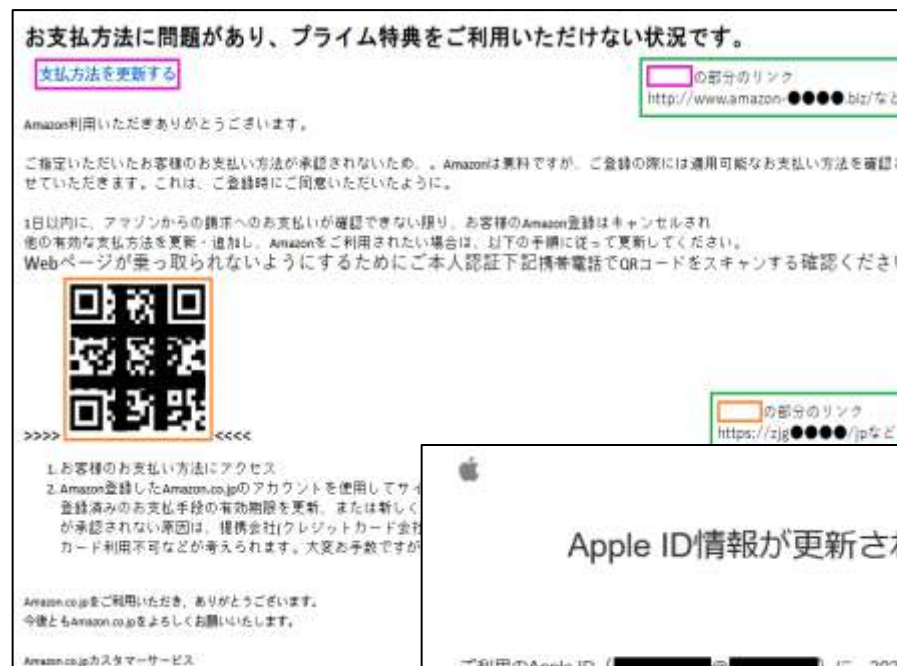 お支払方法に問題があり、プライム特典をご利用いただけない状況です。
支払方法を更新する
の部分のリンク
http://www.amazon-●●●●.biz/など
Amazon利用いただきありがとうございます。
ご指定いただいたお客様のお支払い方法が承認されないため、。Amazonは無料ですが、ご登録の際には適用可能なお支払い方法を確認さ
せていただきます。これは、ご登録時にご同意いただいたように。
1日以内に、アマゾンからの請求へのお支払いが確認できない限り、お客様のAmazon登録はキャンセルされ
他の有効な支払方法を更新・追加し、Amazonをご利用されたい場合は、以下の手順に従って更新してください。
Webページが乗っ取られないようにするためにご本人認証下記携帯電話でQRコードをスキャンする確認ください
>>>> <<<<
の部分のリンク
https://zjg●●●●/jpなど
1. お客様のお支払い方法にアクセス
2. Amazon登録したAmazon.co.jpのアカウントを使用してサイ
登録済みのお支払手段の有効期限を更新、または新しく
が承認されない原因は、提携会社(クレジットカード会社
カード利用不可などが考えられます。大変お手数ですが
Amazon.co.jpをご利用いただき、ありがとうございます。
今後ともAmazon.co.jpをよろしくお願いいたします。
Amazon.co.jpカスタマーサービス
Apple ID情報が更新され
ご利用のApple ID（ @ ）に、202